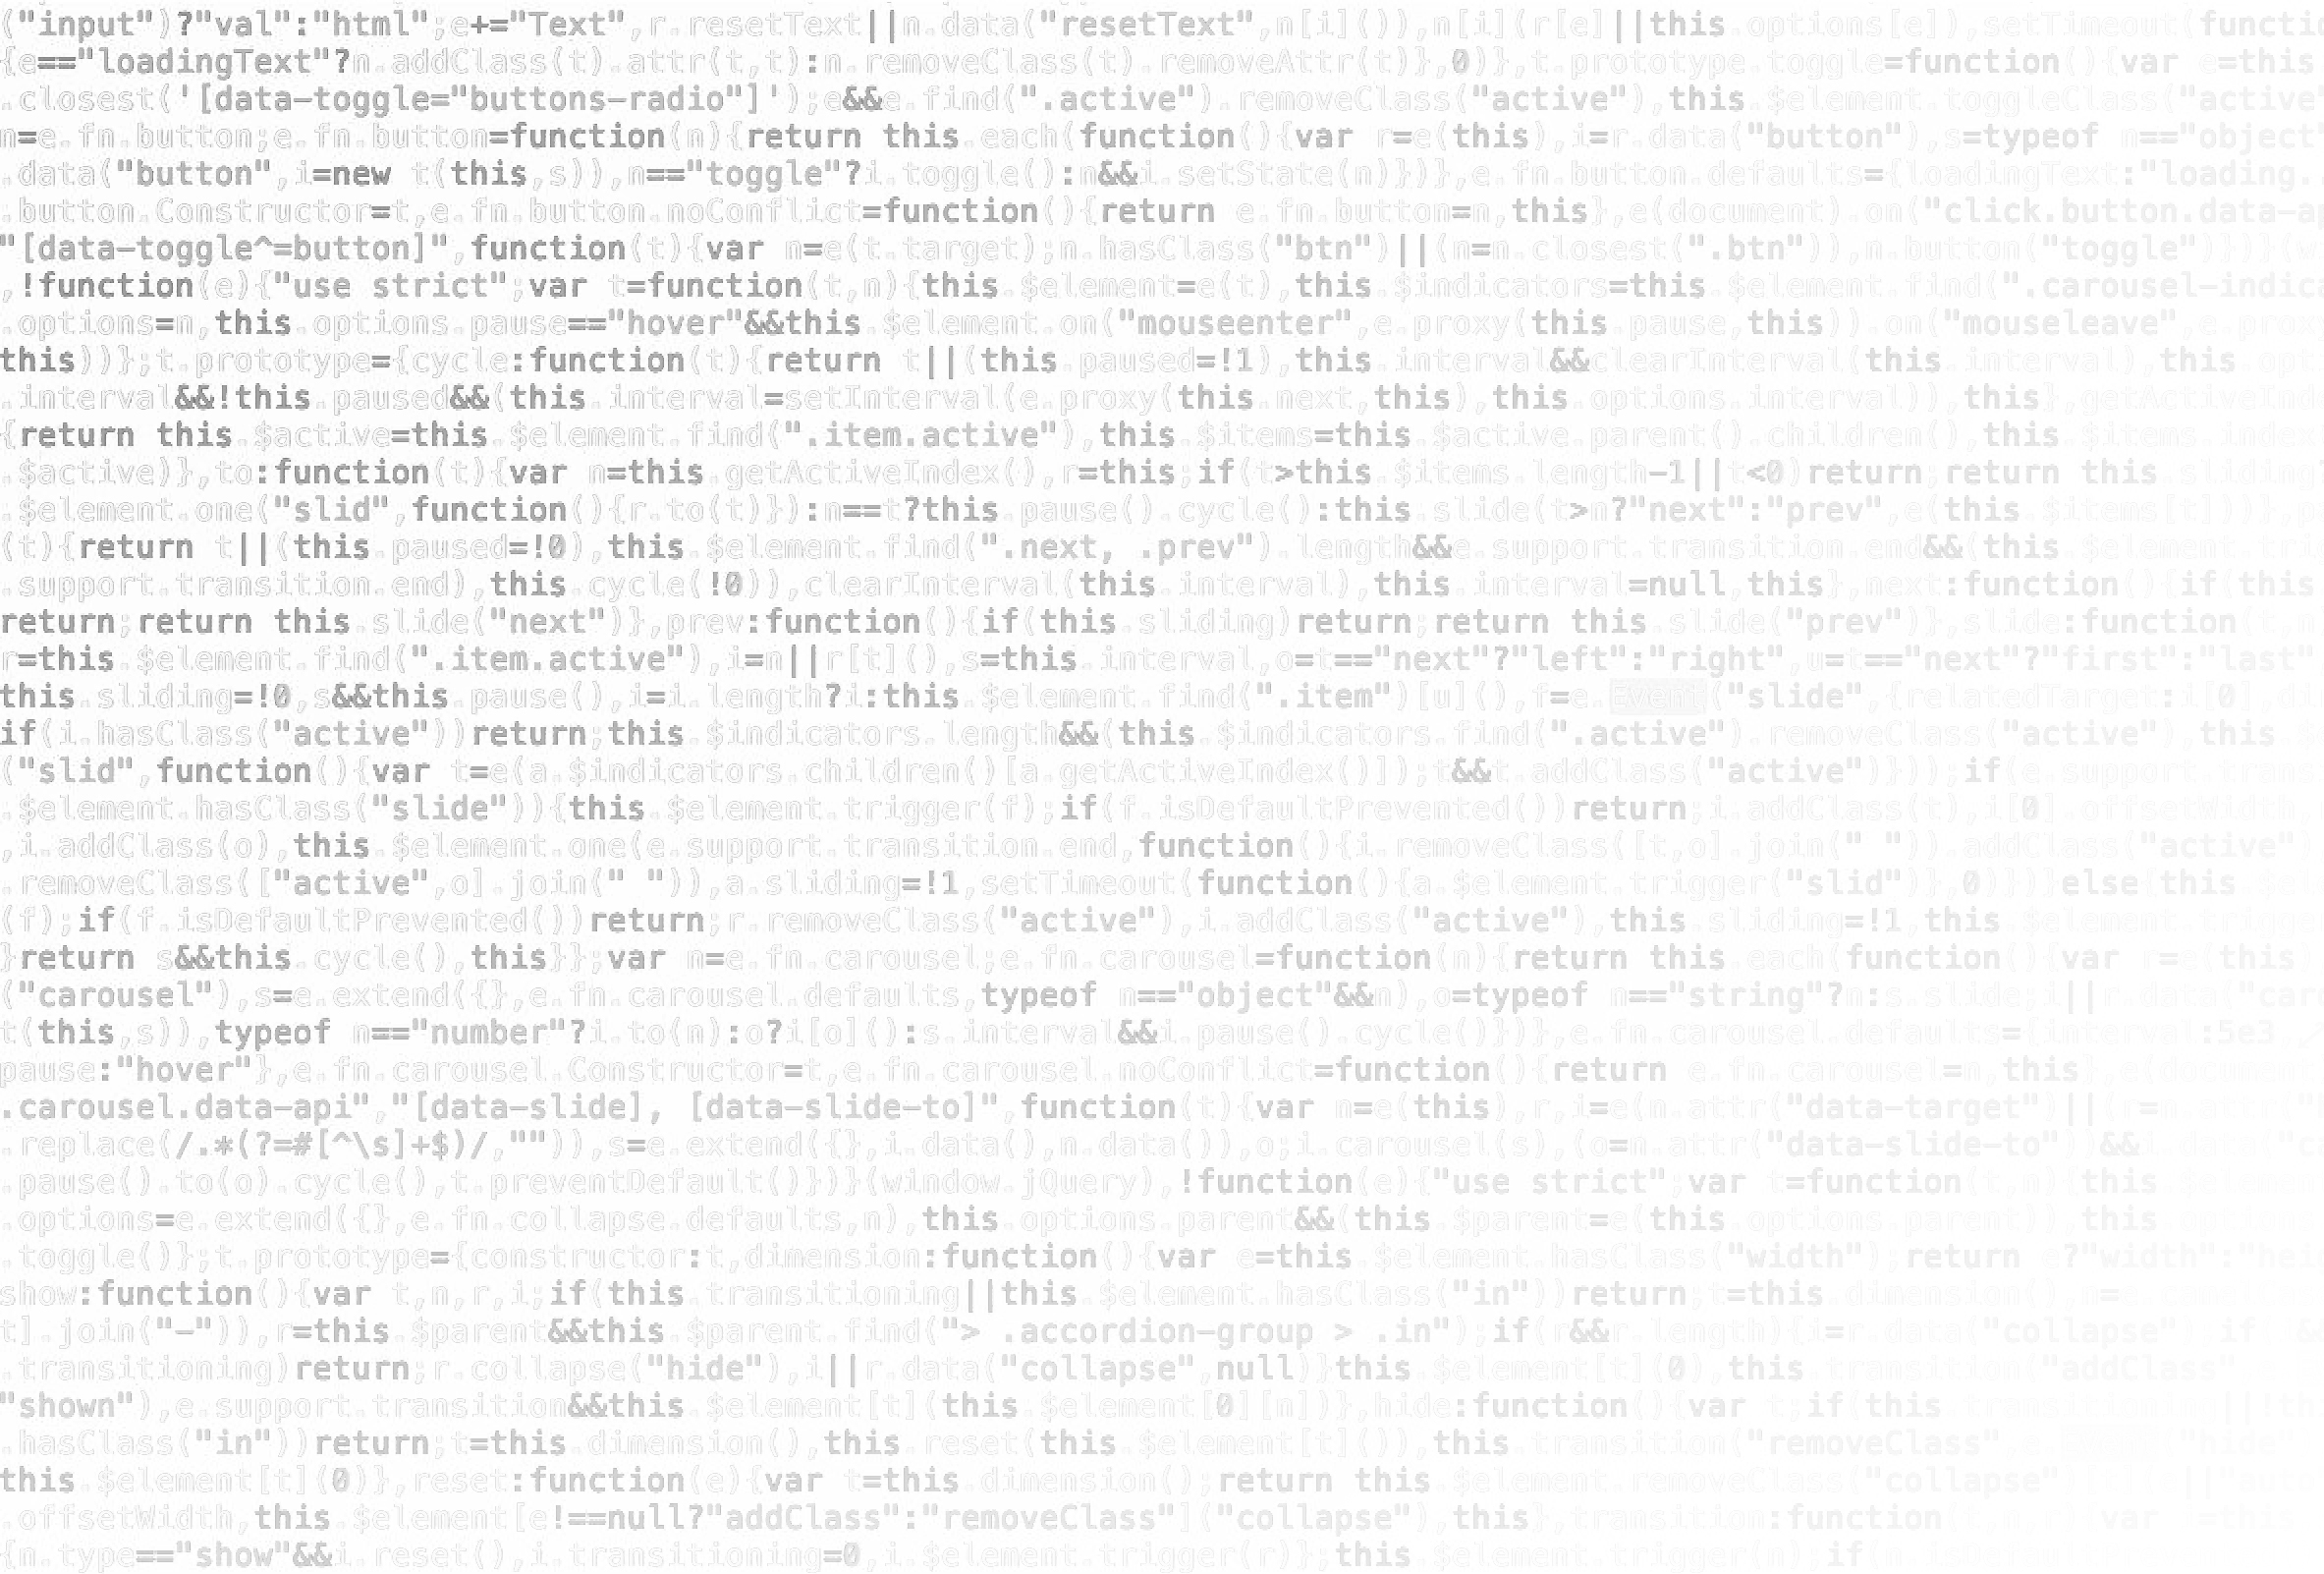 ("input")?"val":"html";e+="Text",r.resetText||n.data("resetText",n[i]()),n[i](r[e]||this.options[e]),setTimeout(functi
{e=="loadingText"?n.addClass(t).attr(t,t):n.removeClass(t).removeAttr(t)},0)},t.prototype.toggle=function(){var e=this
.closest('[data-toggle="buttons-radio"]');e&&e.find(".active").removeClass("active"),this.$element.toggleClass("active"
n=e.fn.button;e.fn.button=function(n){return this.each(function(){var r=e(this),i=r.data("button"),s=typeof n=="object
.data("button",i=new t(this,s)),n=="toggle"?i.toggle():n&&i.setState(n)})},e.fn.button.defaults={loadingText:"loading..
.button.Constructor=t,e.fn.button.noConflict=function(){return e.fn.button=n,this},e(document).on("click.button.data-a
"[data-toggle^=button]",function(t){var n=e(t.target);n.hasClass("btn")||(n=n.closest(".btn")),n.button("toggle")})}(w
,!function(e){"use strict";var t=function(t,n){this.$element=e(t),this.$indicators=this.$element.find(".carousel-indica
.options=n,this.options.pause=="hover"&&this.$element.on("mouseenter",e.proxy(this.pause,this)).on("mouseleave",e.prox
this))};t.prototype={cycle:function(t){return t||(this.paused=!1),this.interval&&clearInterval(this.interval),this.opt
.interval&&!this.paused&&(this.interval=setInterval(e.proxy(this.next,this),this.options.interval)),this},getActiveInd
{return this.$active=this.$element.find(".item.active"),this.$items=this.$active.parent().children(),this.$items.index
.$active)},to:function(t){var n=this.getActiveIndex(),r=this;if(t>this.$items.length-1||t<0)return;return this.sliding
.$element.one("slid",function(){r.to(t)}):n==t?this.pause().cycle():this.slide(t>n?"next":"prev",e(this.$items[t]))},p
(t){return t||(this.paused=!0),this.$element.find(".next, .prev").length&&e.support.transition.end&&(this.$element.tri
.support.transition.end),this.cycle(!0)),clearInterval(this.interval),this.interval=null,this},next:function(){if(this
return;return this.slide("next")},prev:function(){if(this.sliding)return;return this.slide("prev")},slide:function(t,n
r=this.$element.find(".item.active"),i=n||r[t](),s=this.interval,o=t=="next"?"left":"right",u=t=="next"?"first":"last"
this.sliding=!0,s&&this.pause(),i=i.length?i:this.$element.find(".item")[u](),f=e.Event("slide",{relatedTarget:i[0],di
if(i.hasClass("active"))return;this.$indicators.length&&(this.$indicators.find(".active").removeClass("active"),this.$
("slid",function(){var t=e(a.$indicators.children()[a.getActiveIndex()]);t&&t.addClass("active")}));if(e.support.trans
.$element.hasClass("slide")){this.$element.trigger(f);if(f.isDefaultPrevented())return;i.addClass(t),i[0].offsetWidth,
,i.addClass(o),this.$element.one(e.support.transition.end,function(){i.removeClass([t,o].join(" ")).addClass("active")
.removeClass(["active",o].join(" ")),a.sliding=!1,setTimeout(function(){a.$element.trigger("slid")},0)})}else{this.$el
(f);if(f.isDefaultPrevented())return;r.removeClass("active"),i.addClass("active"),this.sliding=!1,this.$element.trigge
}return s&&this.cycle(),this}};var n=e.fn.carousel;e.fn.carousel=function(n){return this.each(function(){var r=e(this)
("carousel"),s=e.extend({},e.fn.carousel.defaults,typeof n=="object"&&n),o=typeof n=="string"?n:s.slide;i||r.data("car
t(this,s)),typeof n=="number"?i.to(n):o?i[o]():s.interval&&i.pause().cycle()})},e.fn.carousel.defaults={interval:5e3,
pause:"hover"},e.fn.carousel.Constructor=t,e.fn.carousel.noConflict=function(){return e.fn.carousel=n,this},e(document
.carousel.data-api","[data-slide], [data-slide-to]",function(t){var n=e(this),r,i=e(n.attr("data-target")||(r=n.attr("
.replace(/.*(?=#[^\s]+$)/,"")),s=e.extend({},i.data(),n.data()),o;i.carousel(s),(o=n.attr("data-slide-to"))&&i.data("c
.pause().to(o).cycle(),t.preventDefault()})}(window.jQuery),!function(e){"use strict";var t=function(t,n){this.$elemen
.options=e.extend({},e.fn.collapse.defaults,n),this.options.parent&&(this.$parent=e(this.options.parent)),this.option
.toggle()};t.prototype={constructor:t,dimension:function(){var e=this.$element.hasClass("width");return e?"width":"hei
show:function(){var t,n,r,i;if(this.transitioning||this.$element.hasClass("in"))return;t=this.dimension(),n=e.came
t].join("-")),r=this.$parent&&this.$parent.find("> .accordion-group > .in");if(r&&r.length){i=r.data("collapse");if(
.transitioning)return;r.collapse("hide"),i||r.data("collapse",null)}this.$element[t](0),this.transition("addClass",
"shown"),e.support.transition&&this.$element[t](this.$element[0][n])},hide:function(){var t;if(this.transitioning||!th
.hasClass("in"))return;t=this.dimension(),this.reset(this.$element[t]()),this.transition("removeClass", "hide"
this.$element[t](0)},reset:function(e){var t=this.dimension();return this.$element.removeClass("collapse")[t](e||"auto
.offsetWidth,this.$element[e!==null?"addClass":"removeClass"]("collapse"),this},transition:function(t,n,r){var i=this
{n.type=="show"&&i.reset(),i.transitioning=0,i.$element.trigger(r)};this.$element.trigger(n);if(